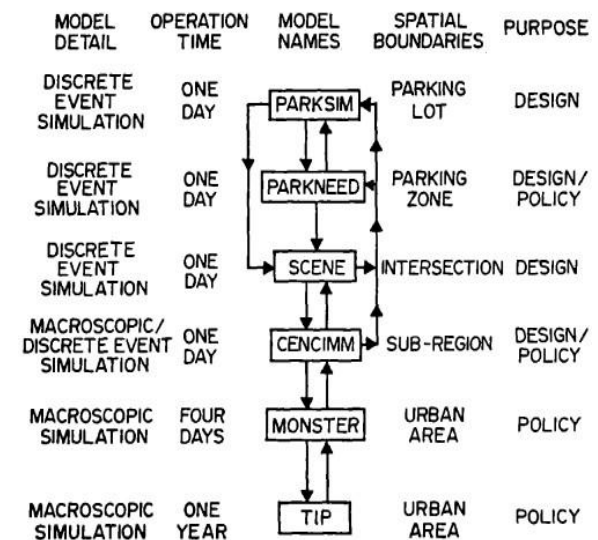 MODEL DETAIL OPERATION TIME MODEL NAMES SPATIAL BOUNDARIES PURPOSE
DISCRETE EVENT SIMULATION ONE DAY PARKSIM PARKING LOT DESIGN
DISCRETE EVENT SIMULATION ONE DAY PARKNEED PARKING ZONE DESIGN/ POLICY
DISCRETE EVENT SIMULATION ONE DAY SCENE INTERSECTION DESIGN
MACROSCOPIC/ DISCRETE EVENT SIMULATION ONE DAY CENCIMM SUB-REGION DESIGN/ POLICY
MACROSCOPIC SIMULATION FOUR DAYS MONSTER URBAN AREA POLICY
MACROSCOPIC SIMULATION ONE YEAR TIP URBAN AREA POLICY